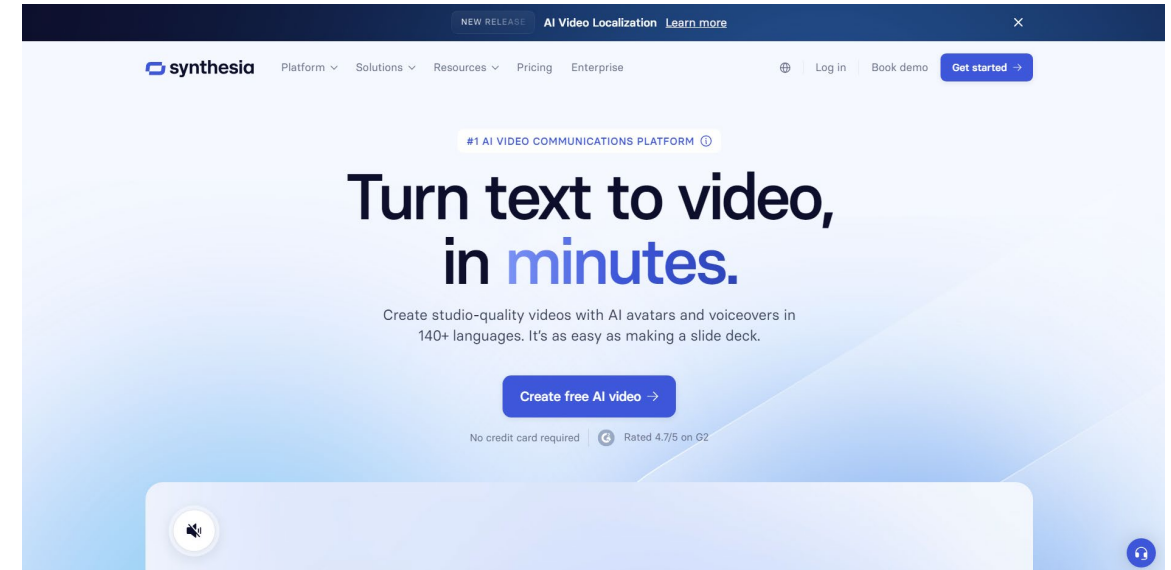 NEW RELEASE AI Video Localization Learn more
synthesia Platform Solutions Resources Pricing Enterprise Log in Book demo Get started →
#1 AI VIDEO COMMUNICATIONS PLATFORM
Turn text to video,
in minutes.
Create studio-quality videos with AI avatars and voiceovers in
140+ languages. It's as easy as making a slide deck.
Create free AI video →
No credit card required Rated 4.7/5 on G2